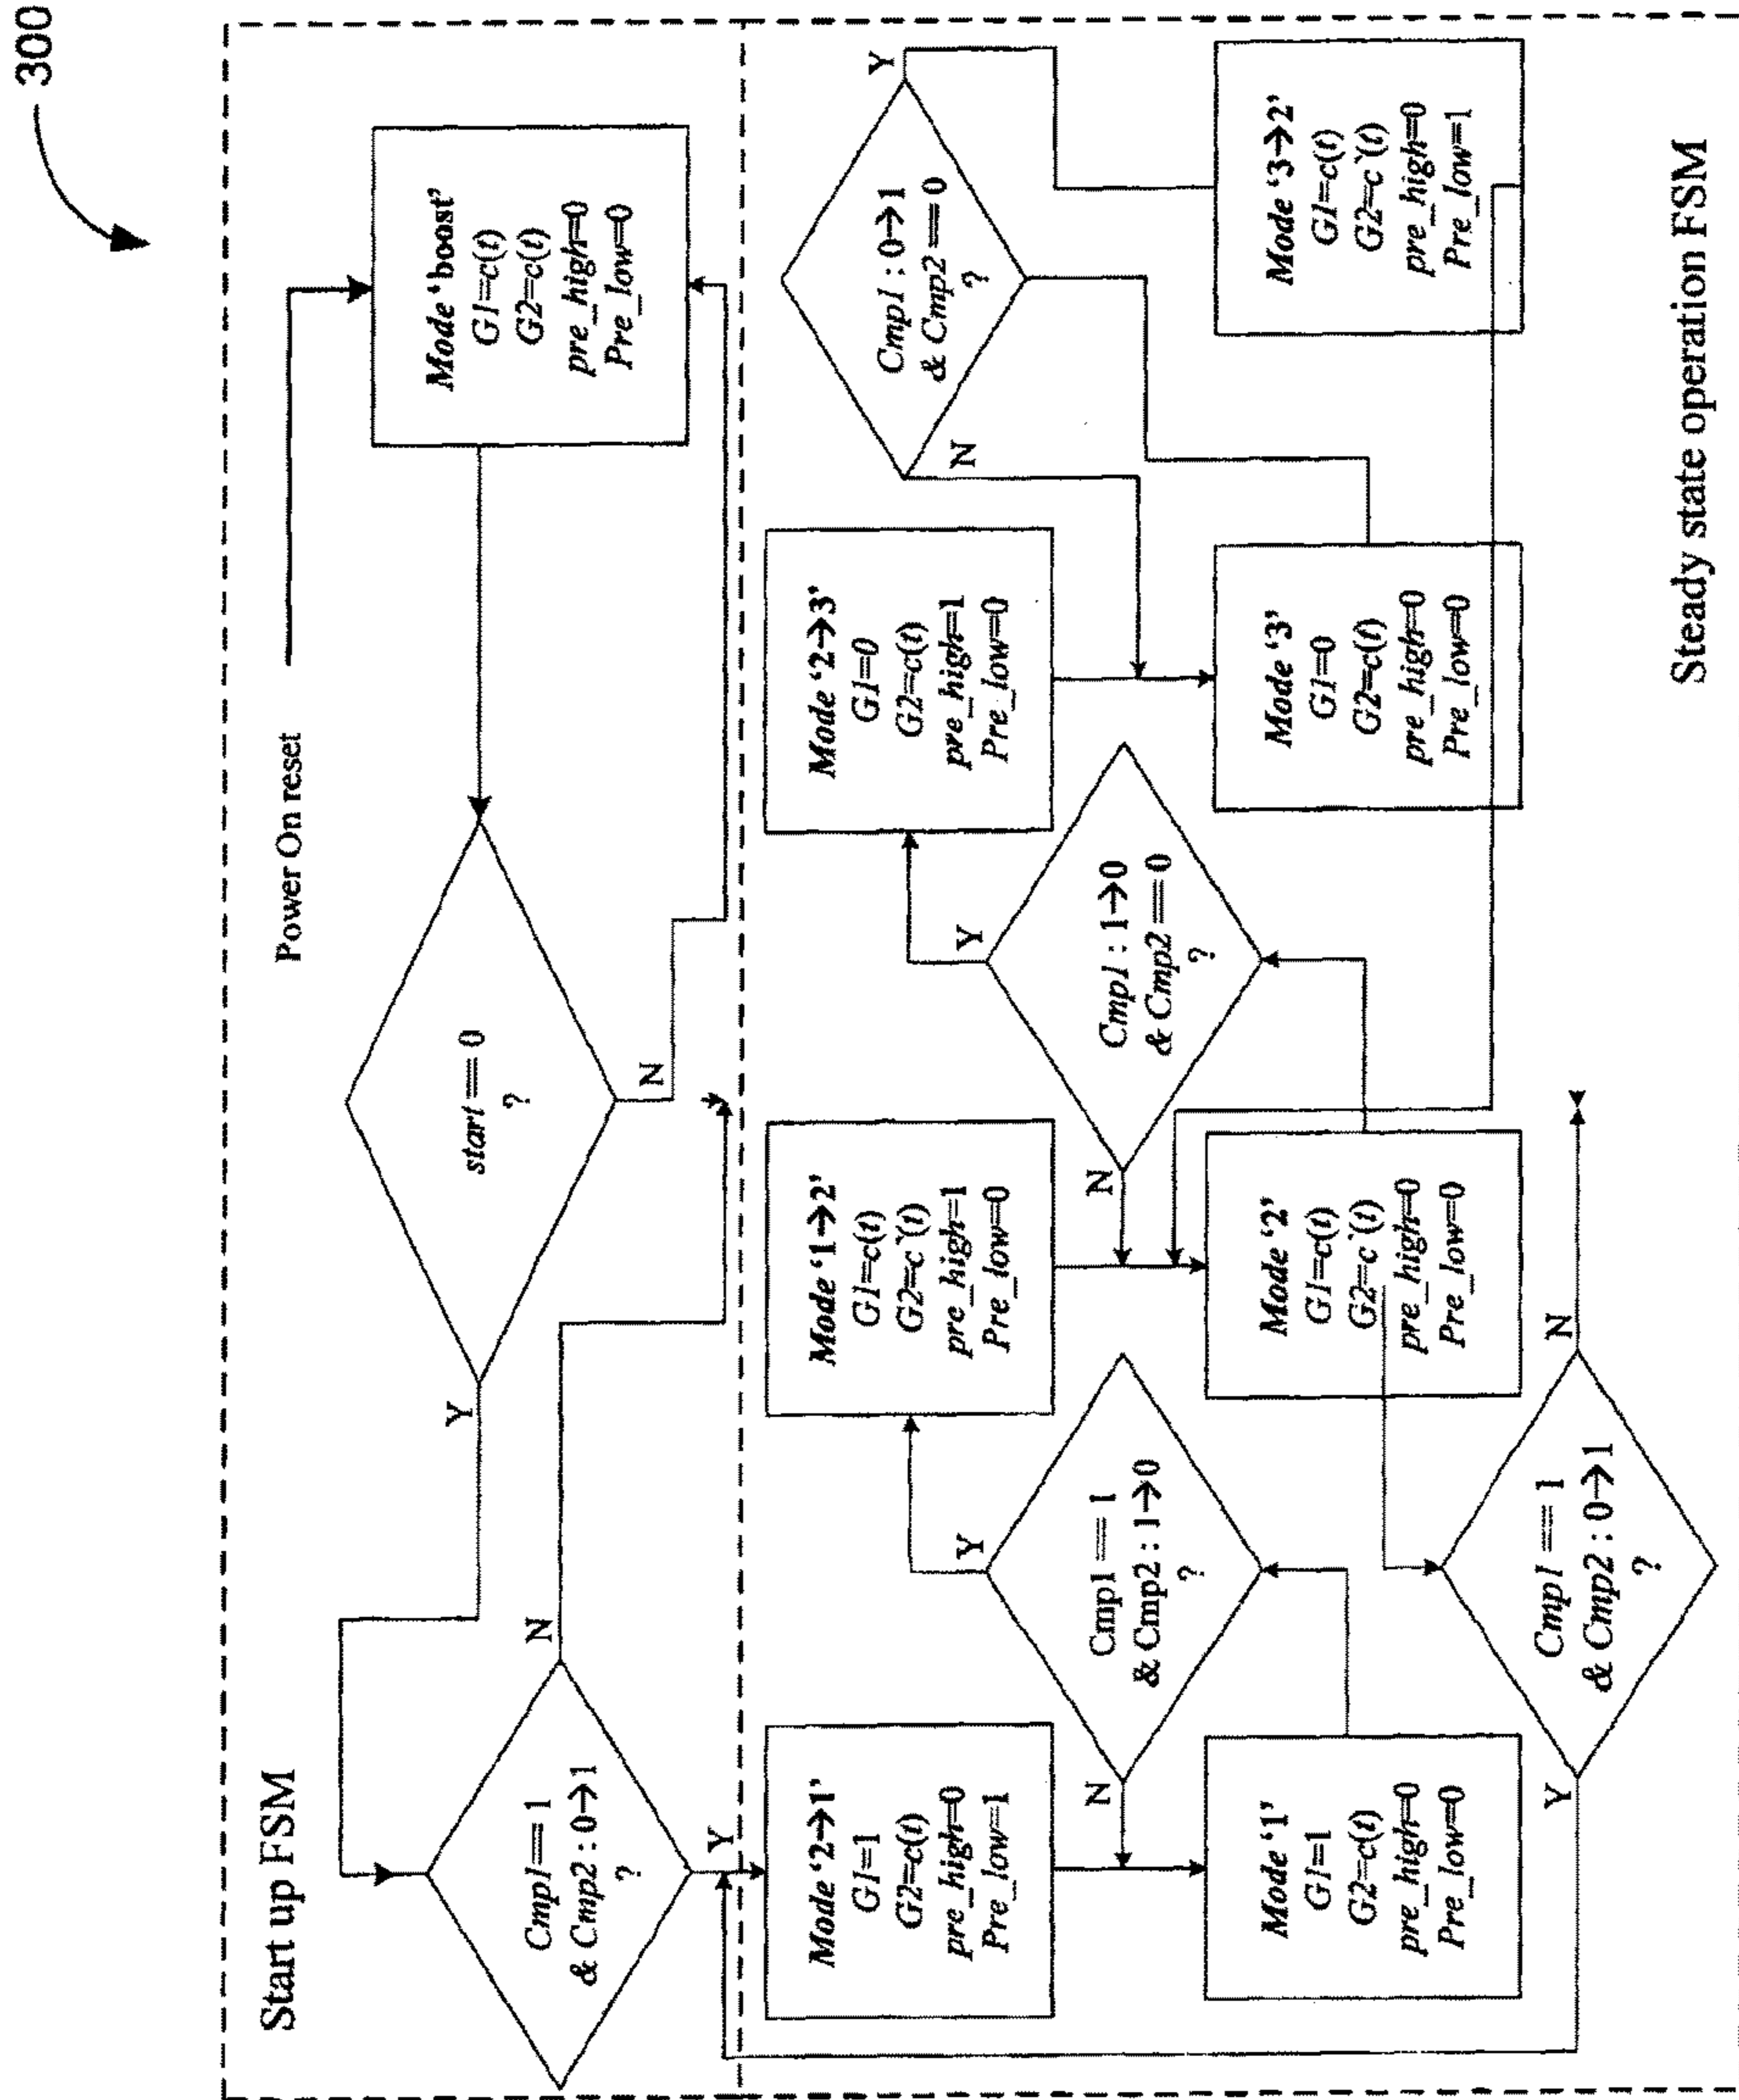 300
Start up FSM
Power On reset
Cmp1==1
& Cmp2 : 0→1
?
Y
N
start==0
?
Y
N
Mode 'boost'
G1=c(t)
G2=c(t)
pre_high=0
Pre_low=0
Mode '2→1'
G1=1
G2=c(t)
pre_high=0
Pre_low=1
Cmp1==1
& Cmp2 : 1→0
?
Y
N
Mode '1→2'
G1=c(t)
G2=c`(t)
pre_high=1
Pre_low=0
Cmp1 : 1→0
& Cmp2==0
?
Y
N
Mode '2→3'
G1=0
G2=c(t)
pre_high=1
Pre_low=0
Cmp1 : 0→1
& Cmp2==0
?
Y
N
Mode '1'
G1=1
G2=c(t)
pre_high=0
Pre_low=0
Mode '2'
G1=c(t)
G2=c`(t)
pre_high=0
Pre_low=0
Mode '3'
G1=0
G2=c(t)
pre_high=0
Pre_low=0
Mode '3→2'
G1=c(t)
G2=c`(t)
pre_high=0
Pre_low=1
Cmp1==1
& Cmp2 : 0→1
?
Y
N
Steady state operation FSM